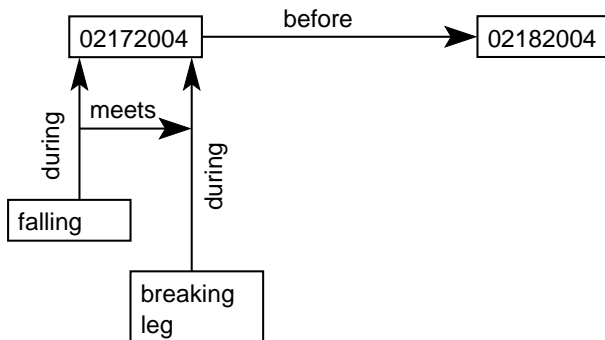 before
02172004
02182004
meets
during
during
falling
breaking
leg